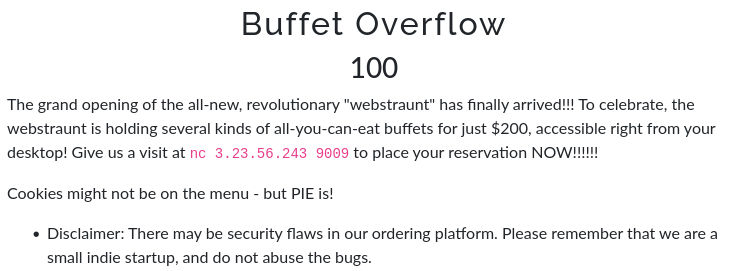 Buffet Overflow
100
The grand opening of the all-new, revolutionary "webstraunt" has finally arrived!!! To celebrate, the
webstraunt is holding several kinds of all-you-can-eat buffets for just $200, accessible right from your
desktop! Give us a visit at nc 3.23.56.243 9009 to place your reservation NOW!!!!!!
Cookies might not be on the menu - but PIE is!
• Disclaimer: There may be security flaws in our ordering platform. Please remember that we are a
small indie startup, and do not abuse the bugs.